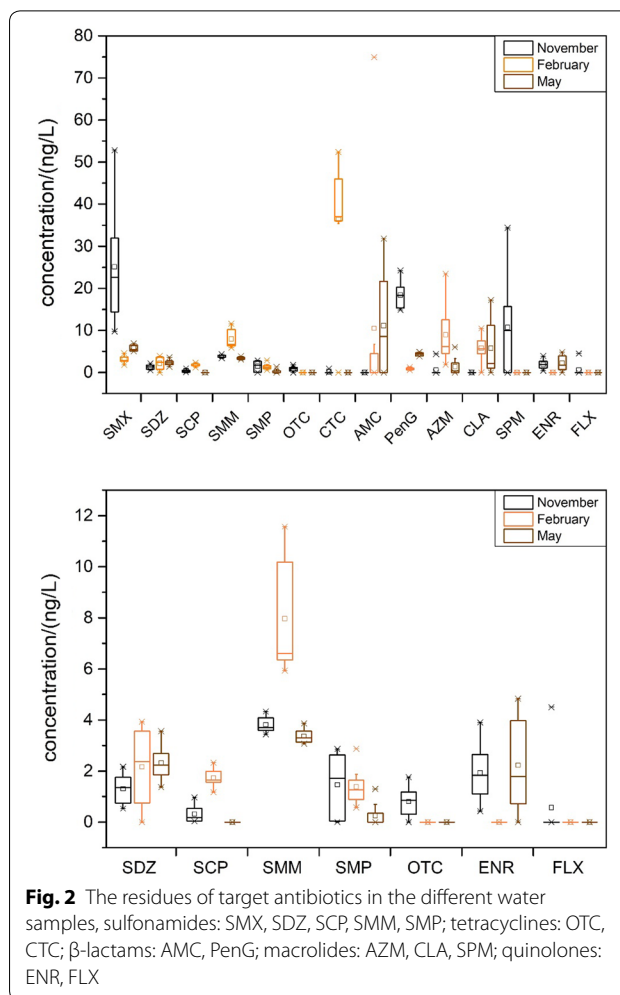 80
70
60
50
40
30
20
10
0
concentration/(ng/L)
November
February
May
SMX SDZ SCP SMM SMP OTC CTC AMC PenG AZM CLA SPM ENR FLX
12
10
8
6
4
2
0
concentration/(ng/L)
November
February
May
SDZ SCP SMM SMP OTC ENR FLX
Fig. 2 The residues of target antibiotics in the different water
samples, sulfonamides: SMX, SDZ, SCP, SMM, SMP; tetracyclines: OTC,
CTC; β-lactams: AMC, PenG; macrolides: AZM, CLA, SPM; quinolones:
ENR, FLX